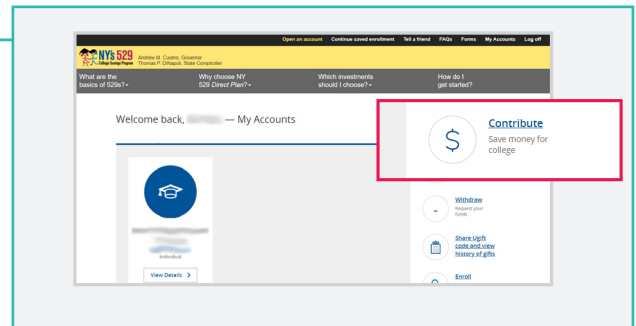 Open an account Continue saved enrollment Tell a friend FAQs Forms My Accounts Log off
NY's 529
College Savings Program
Andrew M. Cuomo, Governor
Thomas P. DiNapoli, State Comptroller
What are the
basics of 529s?
Why choose NY
529 Direct Plan?
Which investments
should I choose?
How do I
get started?
Welcome back, — My Accounts
Contribute
Save money for
college
Withdraw
Request your
funds
Share Ugift
code and view
history of gifts
Enroll
Individual
View Details